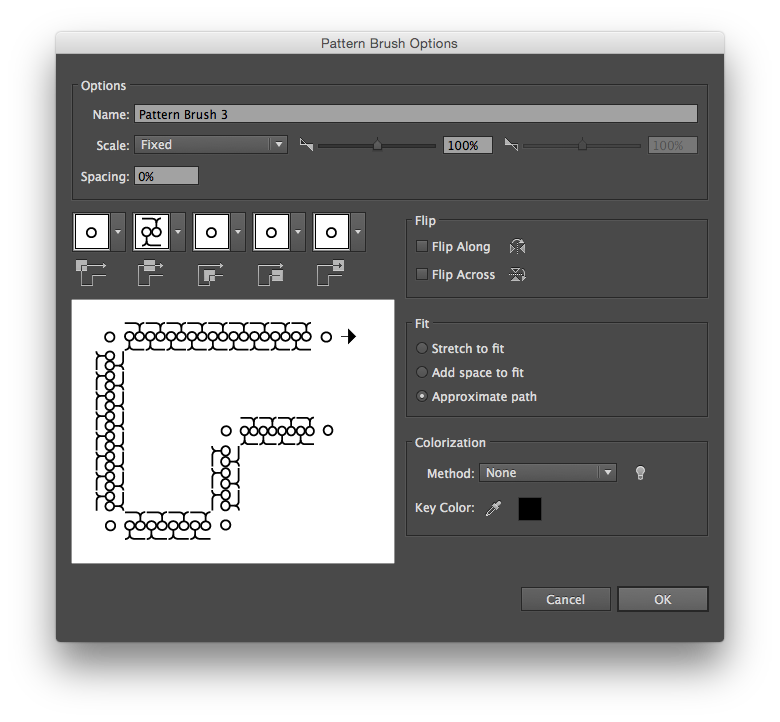 Pattern Brush Options
Options
Name: Pattern Brush 3
Scale: Fixed 100% 100%
Spacing: 0%
Flip
Flip Along
Flip Across
Fit
Stretch to fit
Add space to fit
Approximate path
Colorization
Method: None
Key Color:
Cancel OK